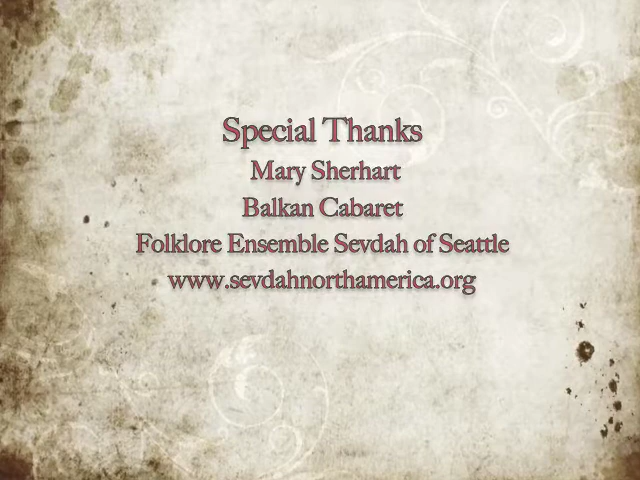 Special Thanks
Mary Sherhart
Balkan Cabaret
Folklore Ensemble Sevdah of Seattle
www.sevdahnorthamerica.org